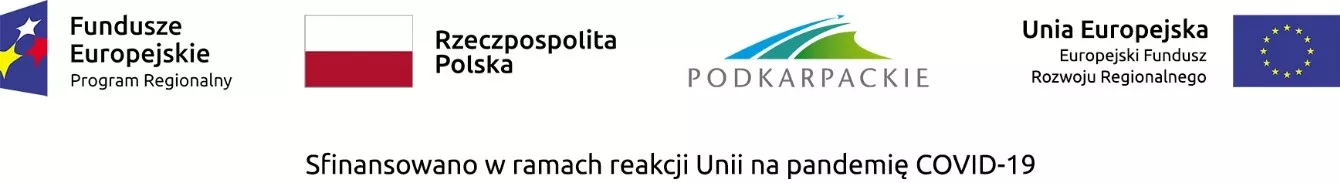 Fundusze
Europejskie
Program Regionalny
Rzeczpospolita
Polska
PODKARPACKIE
Unia Europejska
Europejski Fundusz
Rozwoju Regionalnego
Sfinansowano w ramach reakcji Unii na pandemię COVID-19